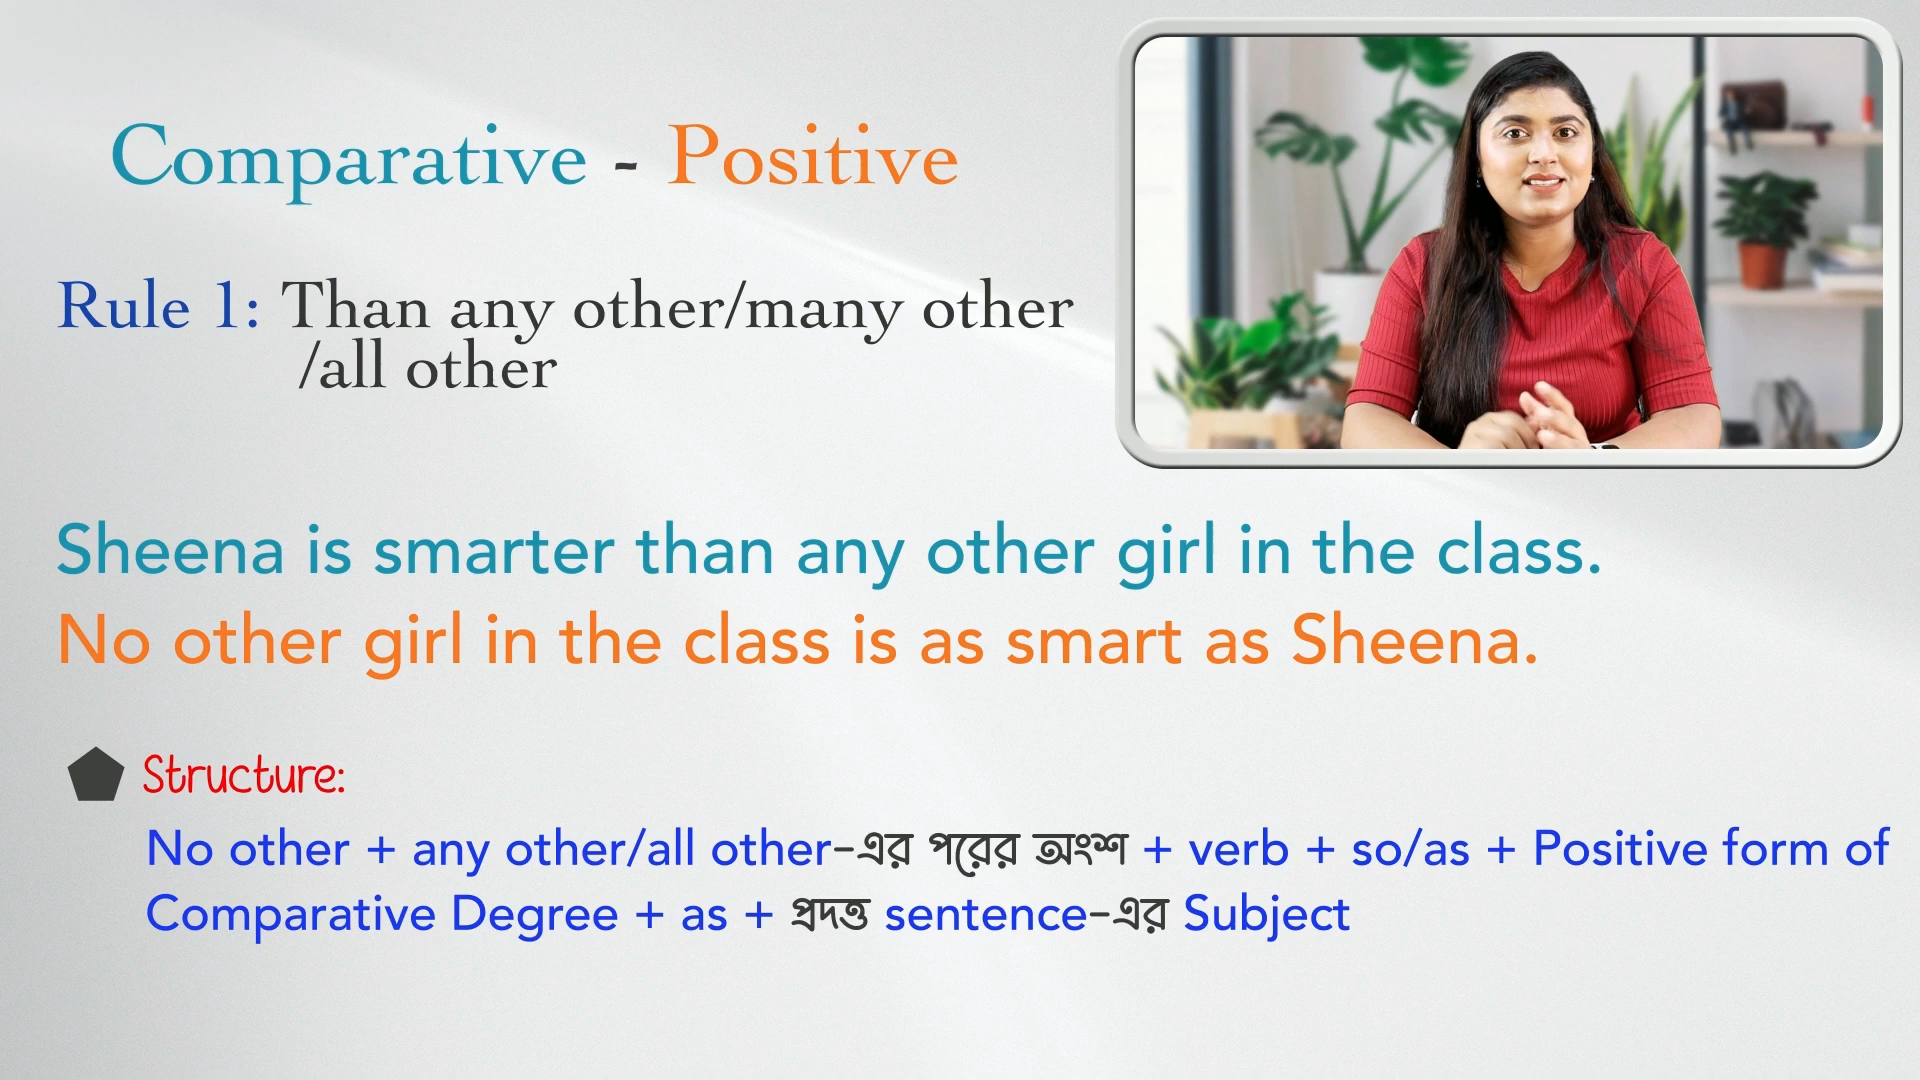 Comparative - Positive
Rule 1: Than any other/many other
/all other
Sheena is smarter than any other girl in the class.
No other girl in the class is as smart as Sheena.
Structure:
No other + any other/all other-এর পরের অংশ + verb + so/as + Positive form of
Comparative Degree + as + প্রদত্ত sentence-এর Subject